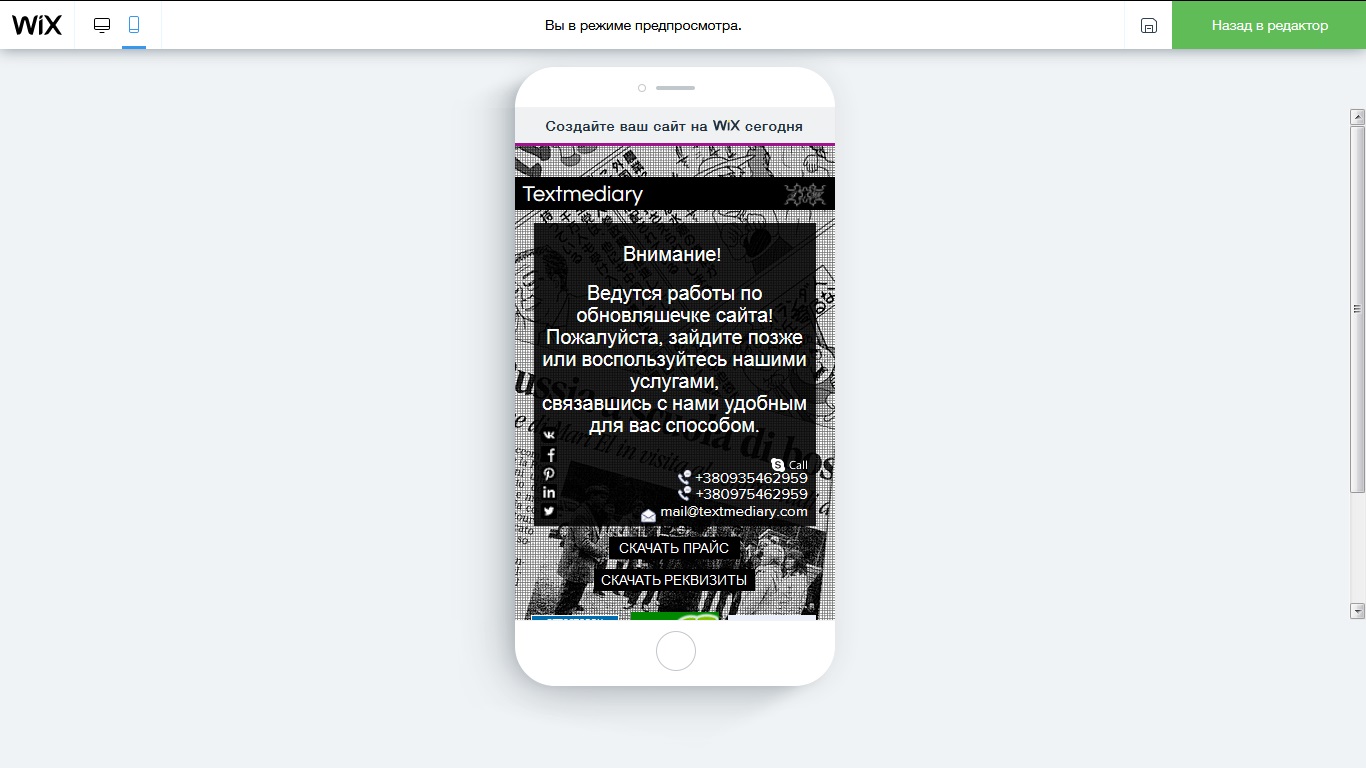 WiX
Вы в режиме предпросмотра.
Назад в редактор
Создайте ваш сайт на WiX сегодня
Textmediary
Внимание!
Ведутся работы по
обновляшечке сайта!
Пожалуйста, зайдите позже
или воспользуйтесь нашими
услугами,
связавшись с нами удобным
для вас способом.
Call
+380935462959
+380975462959
mail@textmediary.com
СКАЧАТЬ ПРАЙС
СКАЧАТЬ РЕКВИЗИТЫ